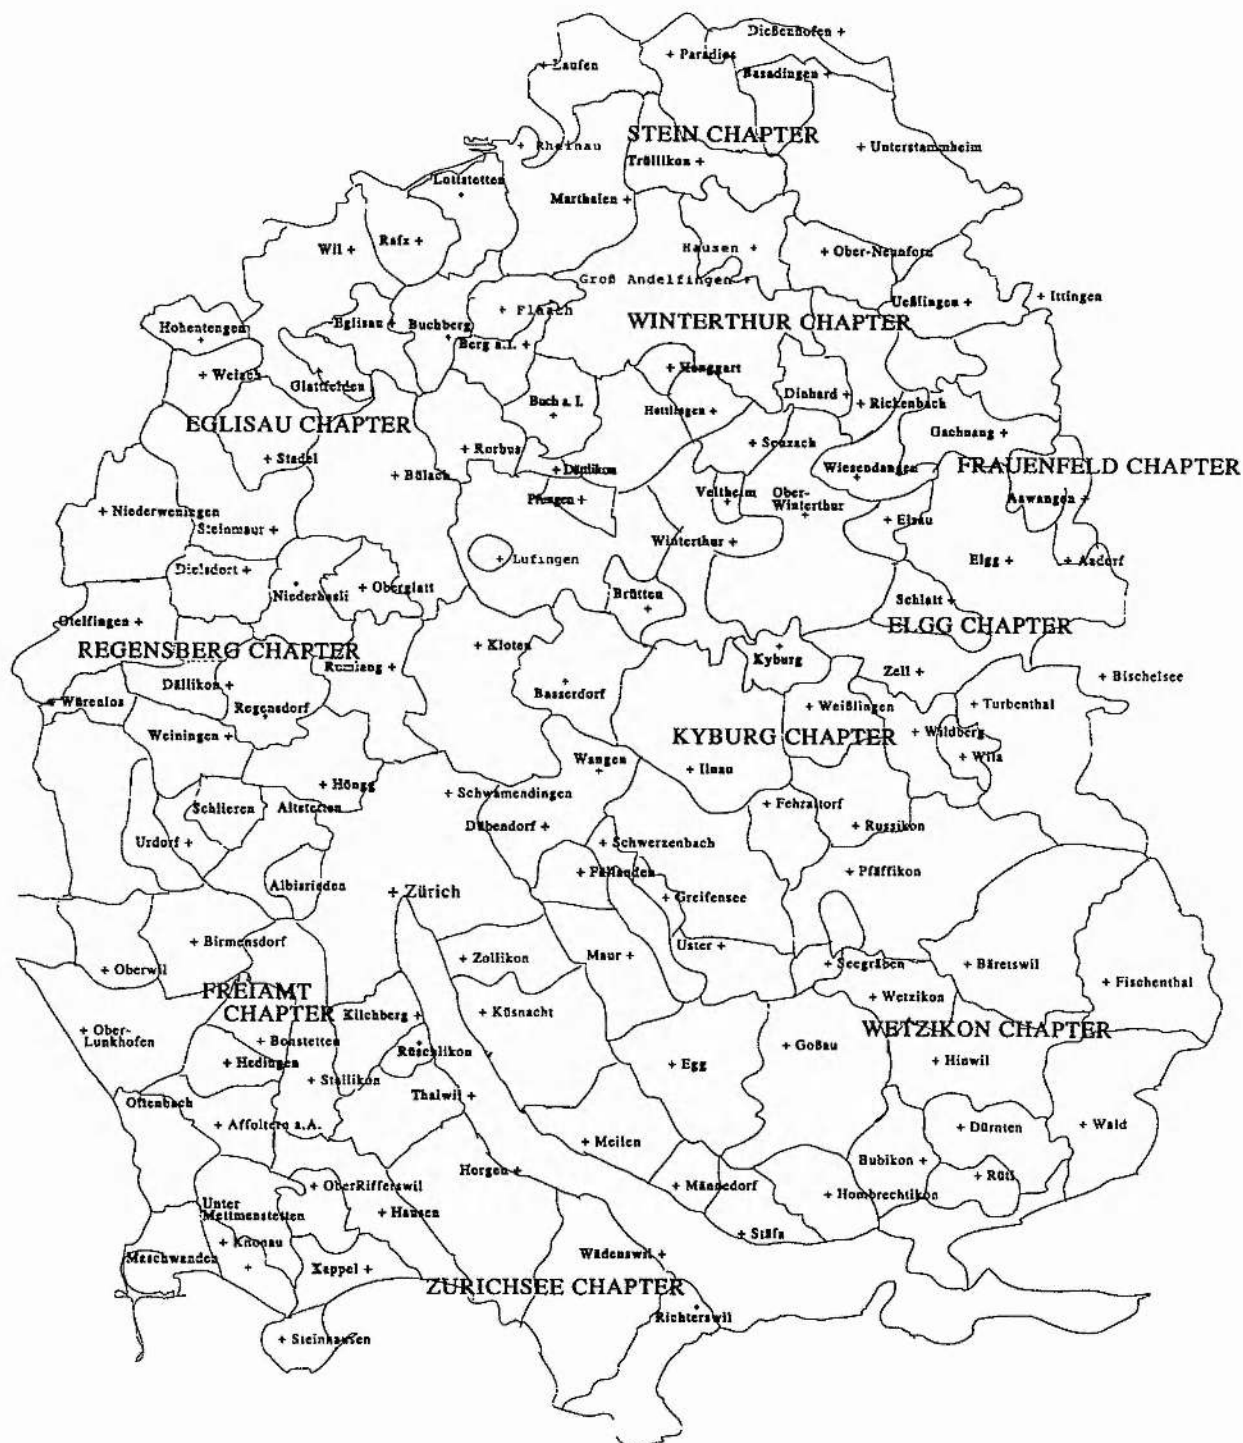 Dießenhofen
Paradies
Laufen
Basadingen
STEIN CHAPTER
Rheinau
Unterstammheim
Trüllikon
Lottstetten
Marthalen
Rafz
Wil
Hausen
Ober-Neunforn
Groß Andelfingen
Ueßlingen
Ittingen
Flaach
Hohentengen
Eglisau
Buchberg
WINTERTHUR CHAPTER
Berg a.I.
Weiach
Glattfelden
Henggart
Dinhard
Rickenbach
Buch a. I.
Hettlingen
EGLISAU CHAPTER
Gachnang
Rorbas
Seuzach
Stadel
Bülach
Dättlikon
Wiesendangen
FRAUENFELD CHAPTER
Pfungen
Veltheim
Ober-
Winterthur
Aawangen
Niederweningen
Steinmaur
Elsau
Winterthur
Lufingen
Elgg
Aadorf
Dielsdort
Niederhasli
Oberglatt
Brütten
Schlatt
Otelfingen
ELGG CHAPTER
REGENSBERG CHAPTER
Kloten
Kyburg
Rümlang
Zell
Bischelsee
Dällikon
Basserdorf
Würenlos
Regensdorf
Weißlingen
Turbenthal
Weiningen
KYBURG CHAPTER
Wildberg
Wila
Wangen
Ilnau
Höngg
Schwamendingen
Schlieren
Altstetten
Fehraltorf
Dübendorf
Russikon
Urdorf
Schwerzenbach
Fällanden
Pfäffikon
Albisrieden
Zürich
Greifensee
Birmensdorf
Uster
Oberwil
Zollikon
Maur
Seegräben
Bäretswil
Fischenthal
FREIAMT
CHAPTER
Wetzikon
Kilchberg
Küsnacht
Ober-
Lunkhofen
WETZIKON CHAPTER
Bonstetten
Goßau
Rüschlikon
Hedingen
Egg
Hinwil
Stallikon
Thalwil
Ottenbach
Affoltern a.A.
Dürnten
Wald
Meilen
Bubikon
Horgen
Rüti
Männedorf
OberRifferswil
Hombrechtikon
Unter
Mettmenstetten
Hausen
Stäfa
Knonau
Maschwanden
Kappel
Wädenswil
ZURICHSEE CHAPTER
Richterswil
Steinhausen